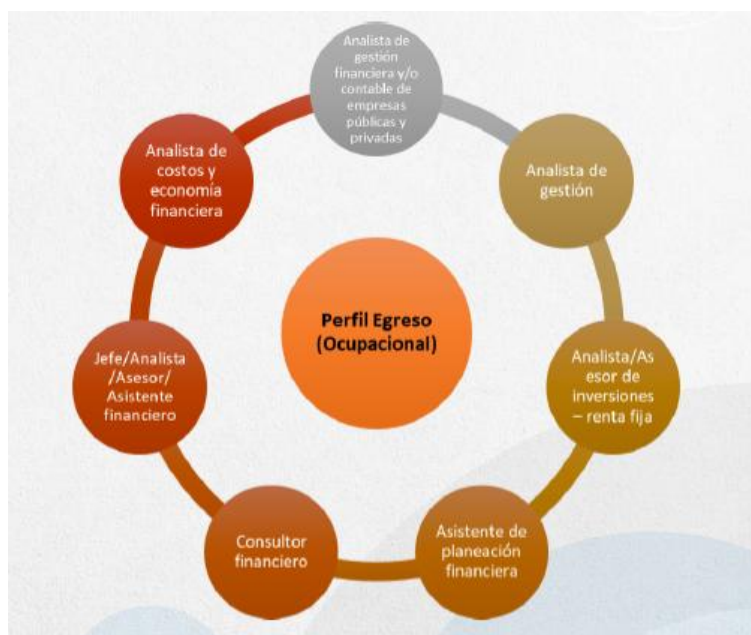 Analista de
gestión
financiera y/o
contable de
empresas
públicas y
privadas
Analista de
gestión
Analista/As
esor de
inversiones
– renta fija
Asistente de
planeación
financiera
Consultor
financiero
Jefe/Analista
/Asesor/
Asistente
financiero
Analista de
costos y
economía
financiera
Perfil Egreso
(Ocupacional)